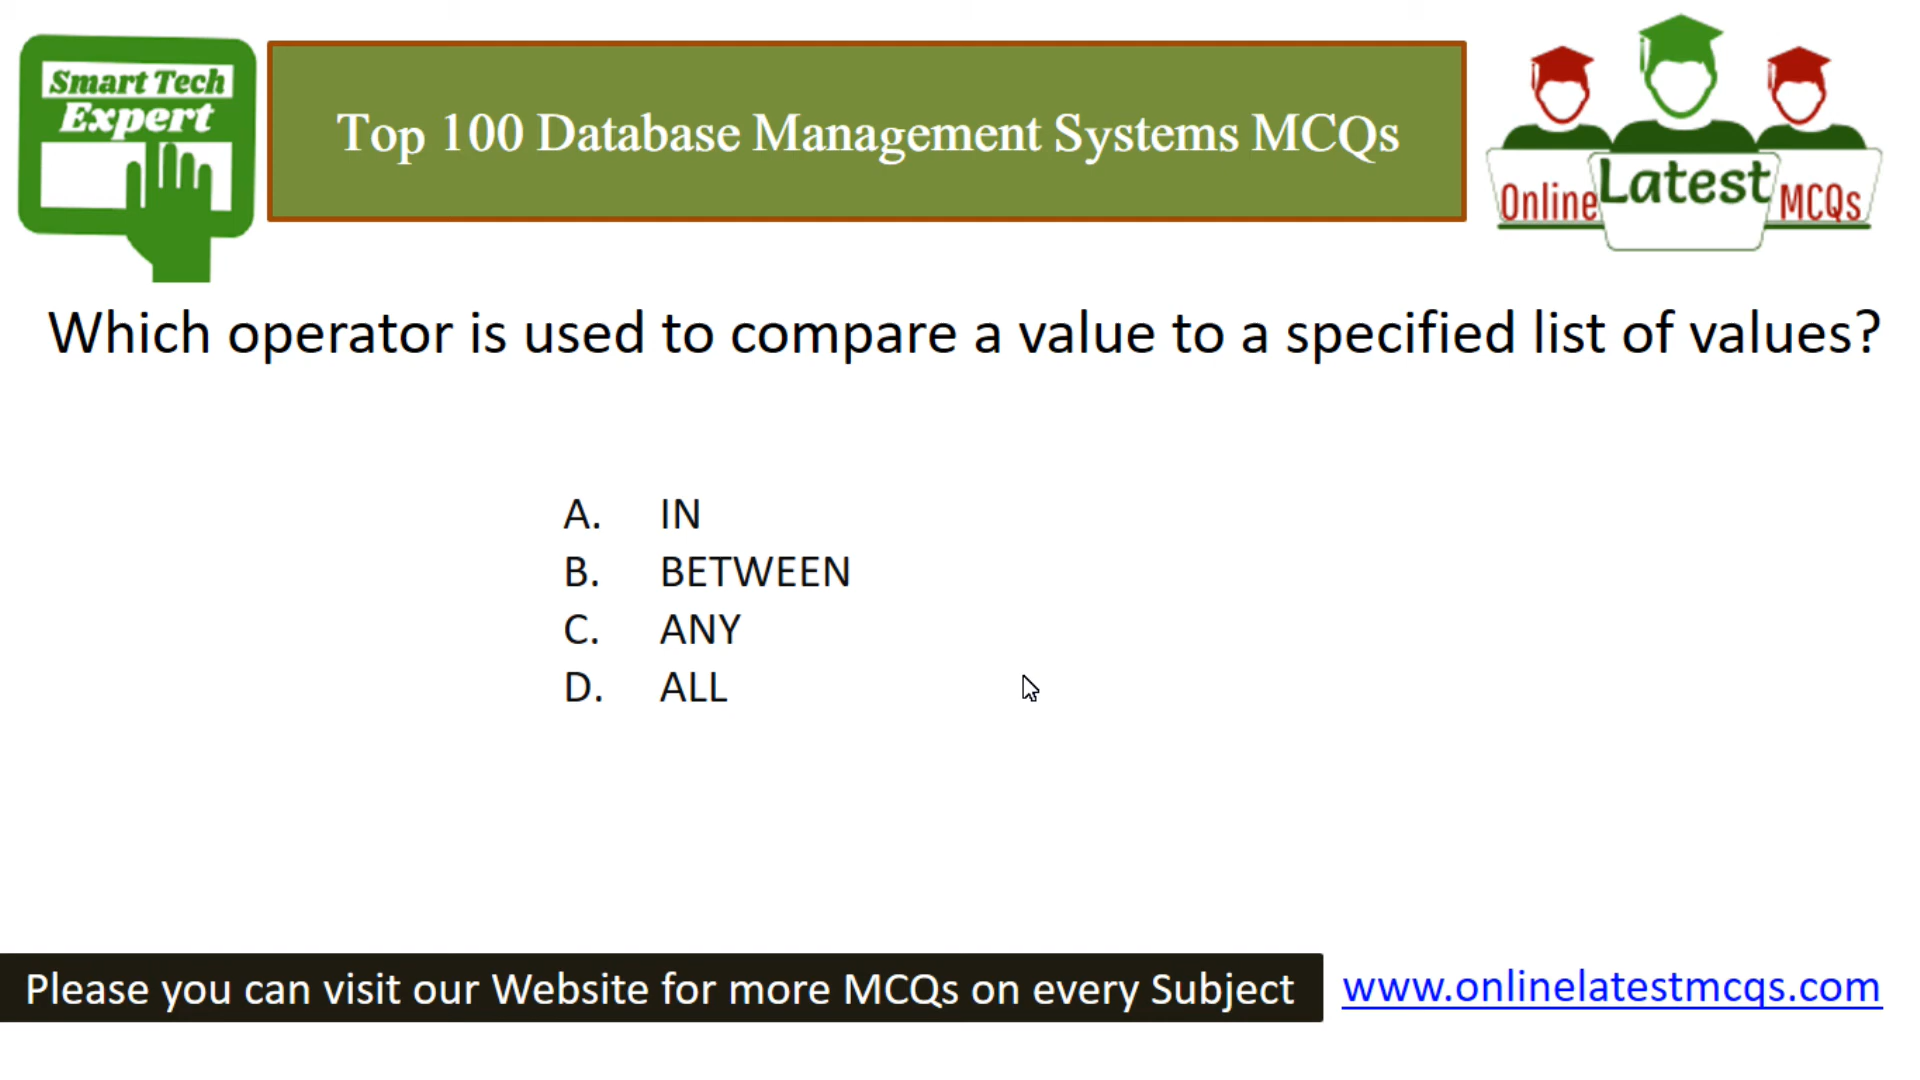 Smart Tech
Expert
Top 100 Database Management Systems MCQs
Online Latest MCQs
Which operator is used to compare a value to a specified list of values?
A. IN
B. BETWEEN
C. ANY
D. ALL
Please you can visit our Website for more MCQs on every Subject
www.onlinelatestmcqs.com